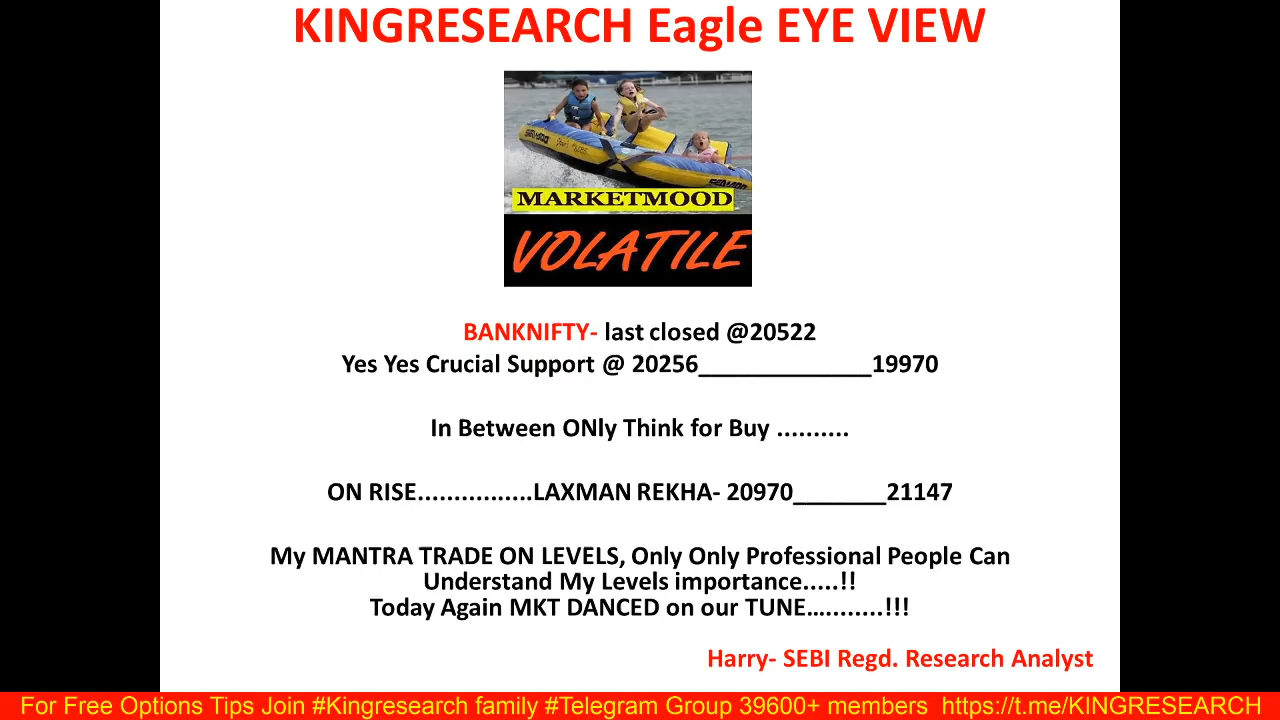 KINGRESEARCH Eagle EYE VIEW
MARKETMOOD
VOLATILE
BANKNIFTY- last closed @20522
Yes Yes Crucial Support @ 20256______________19970
In Between ONly Think for Buy ..........
ON RISE................LAXMAN REKHA- 20970_______21147
My MANTRA TRADE ON LEVELS, Only Only Professional People Can
Understand My Levels importance.....!!
Today Again MKT DANCED on our TUNE............!!!
Harry- SEBI Regd. Research Analyst
For Free Options Tips Join #Kingresearch family #Telegram Group 39600+ members https://t.me/KINGRESEARCH